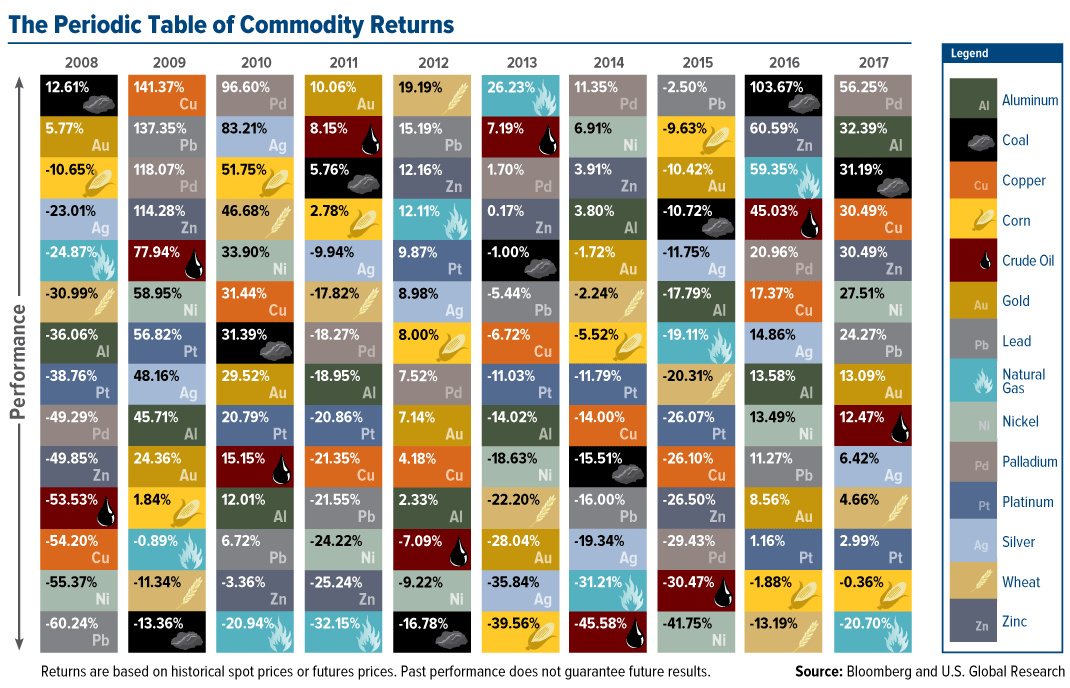 The Periodic Table of Commodity Returns
2008 2009 2010 2011 2012 2013 2014 2015 2016 2017
12.61% 141.37% Cu 96.60% Pd 10.06% Au 19.19% 26.23% 11.35% Pd -2.50% Pb 103.67% 56.25% Pd
5.77% Au 137.35% Pb 83.21% Ag 8.15% 15.19% Pb 7.19% 6.91% Ni -9.63% 60.59% Zn 32.39% Al
-10.65% 118.07% Pd 51.75% 5.76% 12.16% Zn 1.70% Pd 3.91% Zn -10.42% Au 59.35% 31.19%
-23.01% Ag 114.28% Zn 46.68% 2.78% 12.11% 0.17% Zn 3.80% Al -10.72% 45.03% 30.49% Cu
-24.87% 77.94% 33.90% Ni -9.94% Ag 9.87% Pt -1.00% -1.72% Au -11.75% Ag 20.96% Pd 30.49% Zn
-30.99% 58.95% Ni 31.44% Cu -17.82% 8.98% Ag -5.44% Pb -2.24% -17.79% Al 17.37% Cu 27.51% Ni
-36.06% Al 56.82% Pt 31.39% -18.27% Pd 8.00% -6.72% Cu -5.52% -19.11% 14.86% Ag 24.27% Pb
-38.76% Pt 48.16% Ag 29.52% Au -18.95% Al 7.52% Pd -11.03% Pt -11.79% Pt -20.31% 13.58% Al 13.09% Au
-49.29% Pd 45.71% Al 20.79% Pt -20.86% Pt 7.14% Au -14.02% Al -14.00% Cu -26.07% Pt 13.49% Ni 12.47%
-49.85% Zn 24.36% Au 15.15% -21.35% Cu 4.18% Cu -18.63% Ni -15.51% -26.10% Cu 11.27% Pb 6.42% Ag
-53.53% 1.84% 12.01% Al -21.55% Pb 2.33% Al -22.20% -16.00% Pb -26.50% Zn 8.56% Au 4.66%
-54.20% Cu -0.89% 6.72% Pb -24.22% Ni -7.09% -28.04% Au -19.34% Ag -29.43% Pd 1.16% Pt 2.99% Pt
-55.37% Ni -11.34% -3.36% Zn -25.24% Zn -9.22% Ni -35.84% Ag -31.21% -30.47% -1.88% -0.36%
-60.24% Pb -13.36% -20.94% -32.15% -16.78% -39.56% -45.58% -41.75% Ni -13.19% -20.70%
Performance
Legend
Al Aluminum
Coal
Cu Copper
Corn
Crude Oil
Au Gold
Pb Lead
Natural
Gas
Ni Nickel
Pd Palladium
Pt Platinum
Ag Silver
Wheat
Zn Zinc
Returns are based on historical spot prices or futures prices. Past performance does not guarantee future results.
Source: Bloomberg and U.S. Global Research